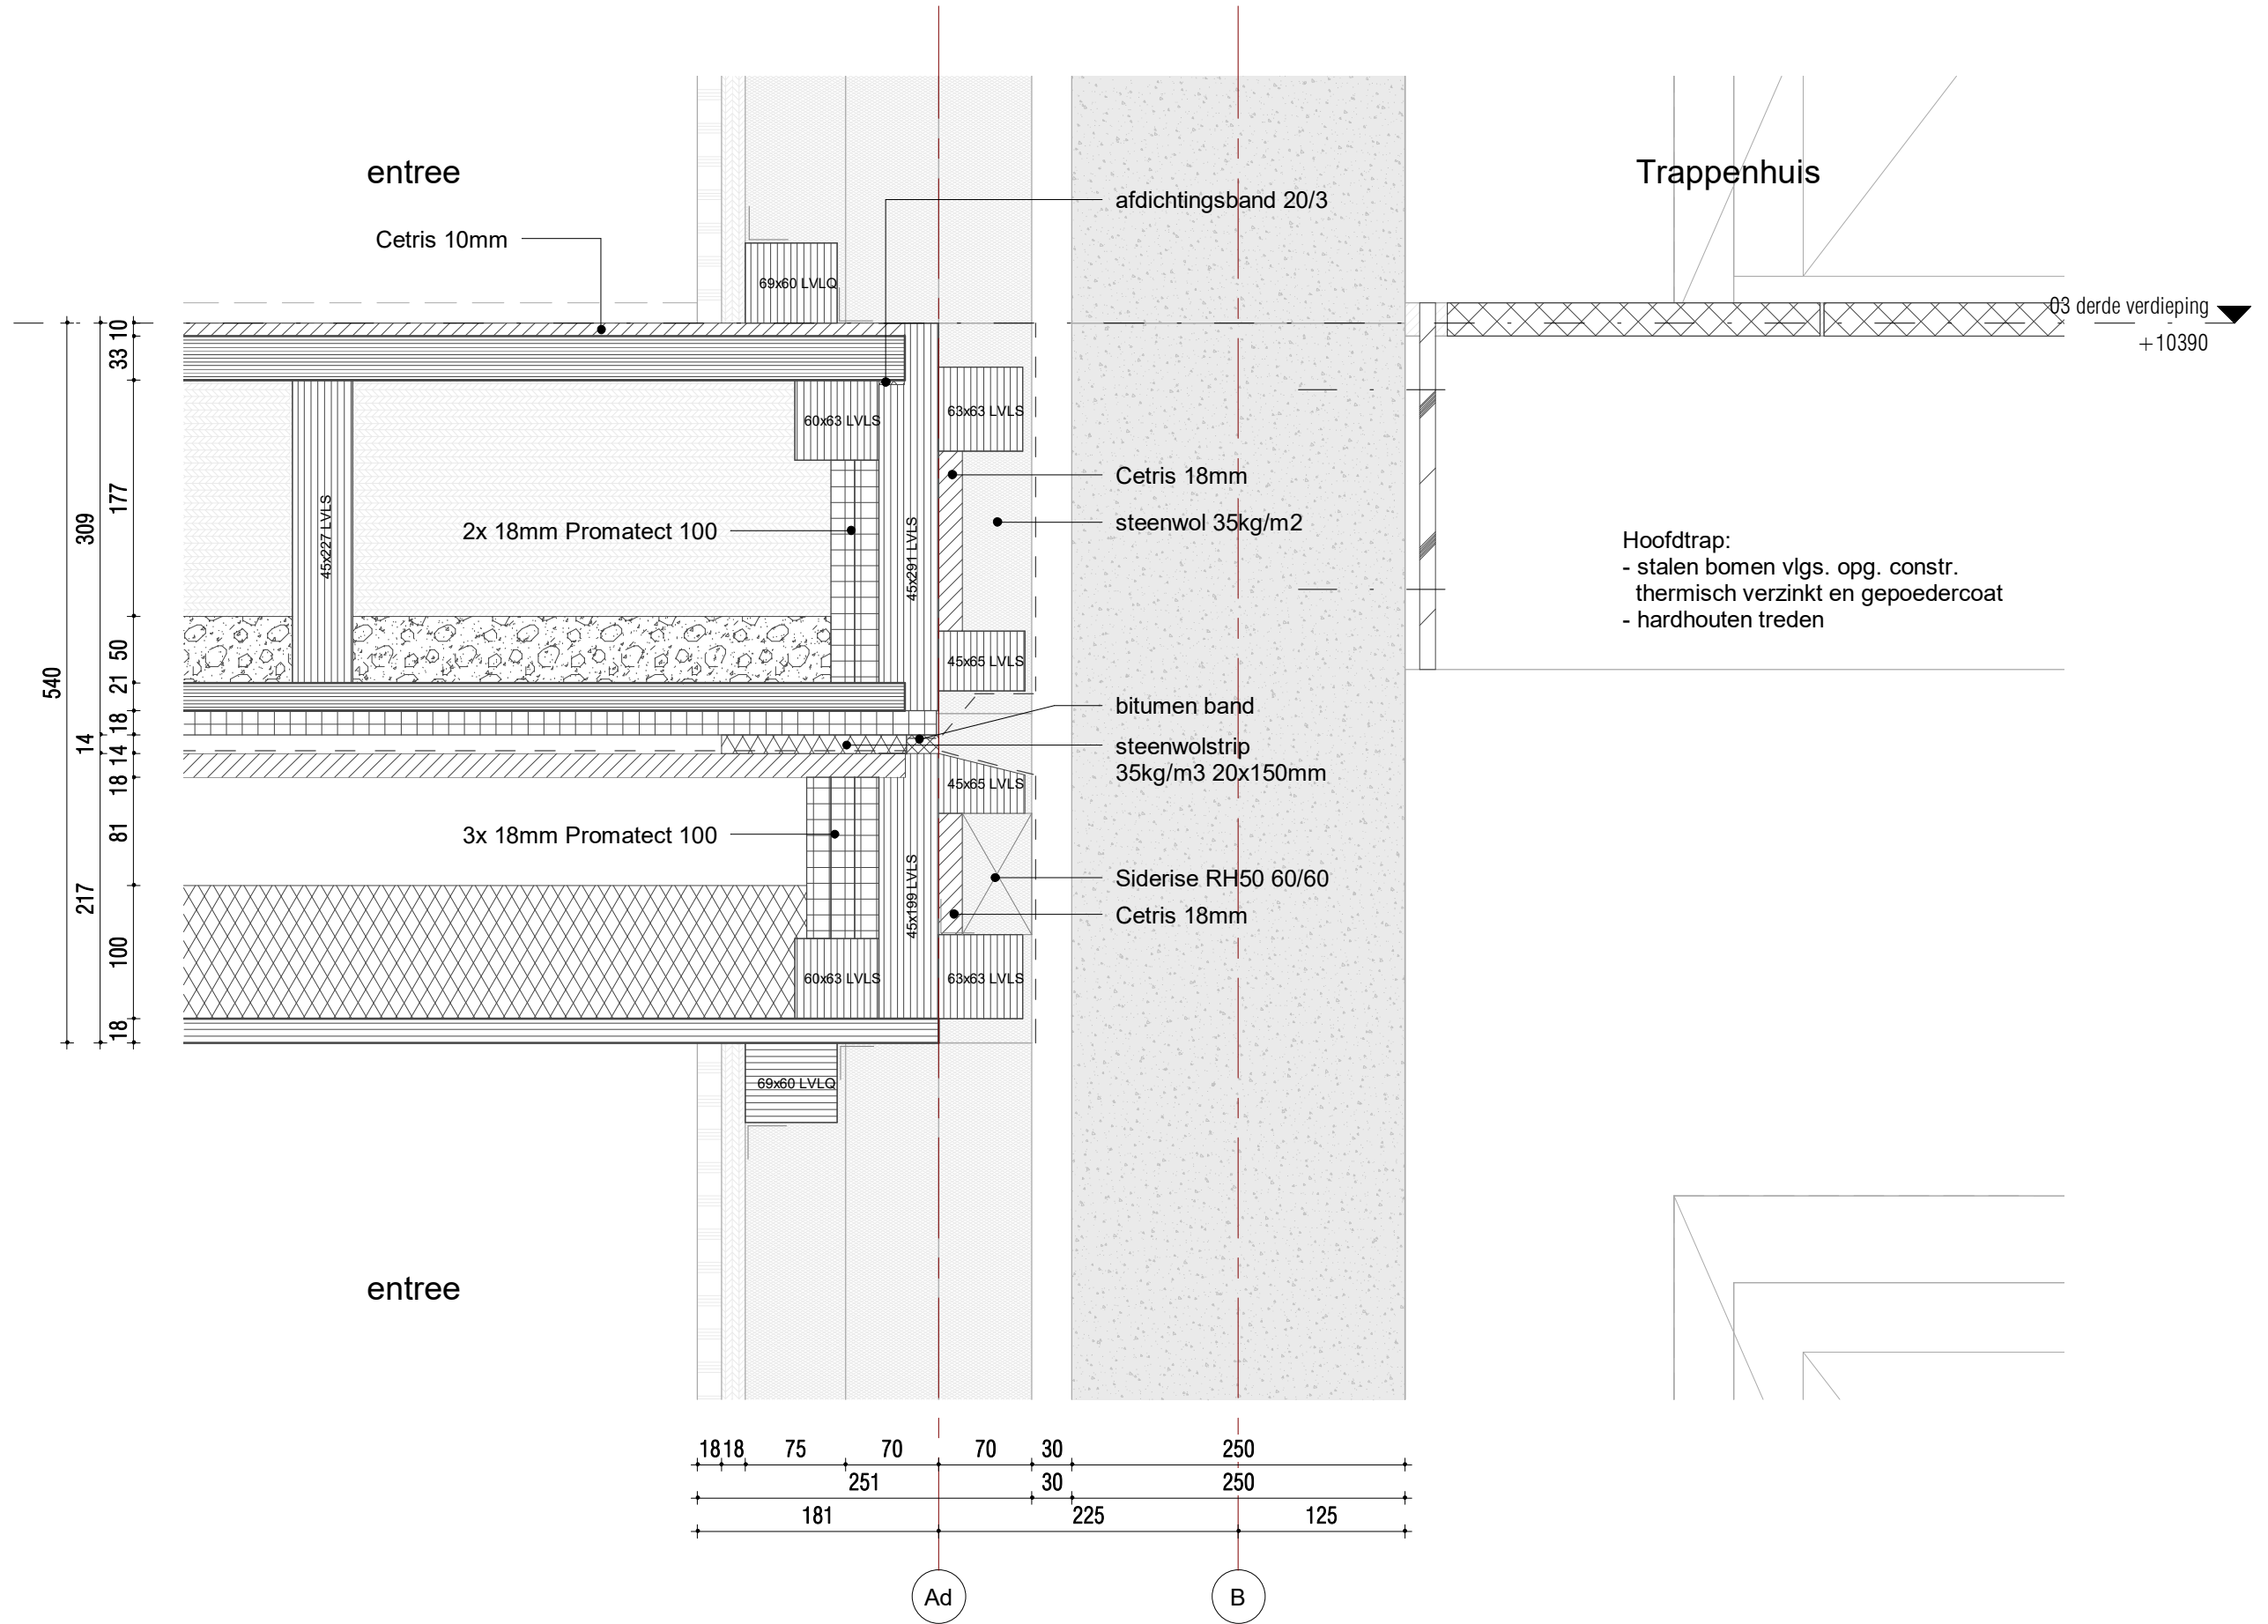 entree
Trappenhuis
afdichtingsband 20/3
Cetris 10mm
69x60 LVLQ
03 derde verdieping
+10390
10
33
177
50
21
18
14
18
81
100
18
309
14
217
540
60x63 LVLS
63x63 LVLS
45x227 LVLS
45x291 LVLS
Cetris 18mm
steenwol 35kg/m2
2x 18mm Promatect 100
Hoofdtrap:
- stalen bomen vlgs. opg. constr.
thermisch verzinkt en gepoedercoat
- hardhouten treden
45x65 LVLS
bitumen band
steenwolstrip
35kg/m3 20x150mm
45x65 LVLS
3x 18mm Promatect 100
45x199 LVLS
Siderise RH50 60/60
Cetris 18mm
60x63 LVLS
63x63 LVLS
69x60 LVLQ
entree
18 18 75 70 70 30 250
251 30 250
181 225 125
Ad B